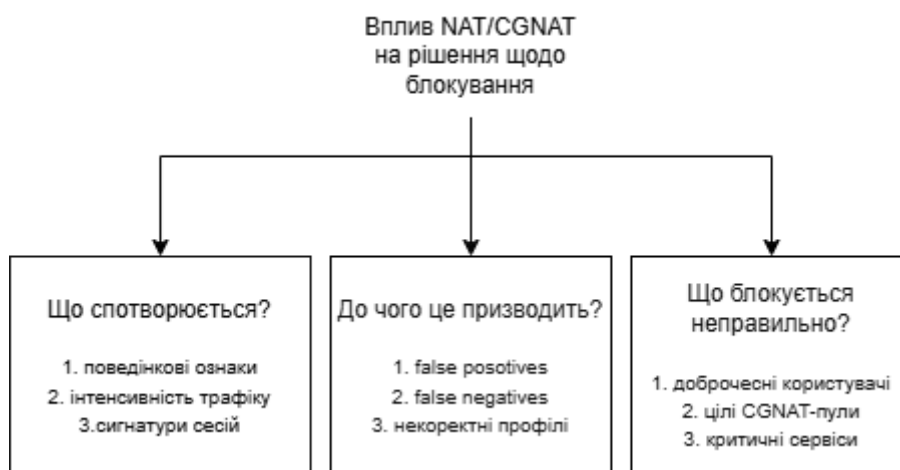 Вплив NAT/CGNAT
на рішення щодо
блокування
Що спотворюється?
1. поведінкові ознаки
2. інтенсивність трафіку
3.сигнатури сесій
До чого це призводить?
1. false posotives
2. false negatives
3. некоректні профілі
Що блокується
неправильно?
1. доброчесні користувачі
2. цілі CGNAT-пули
3. критичні сервіси